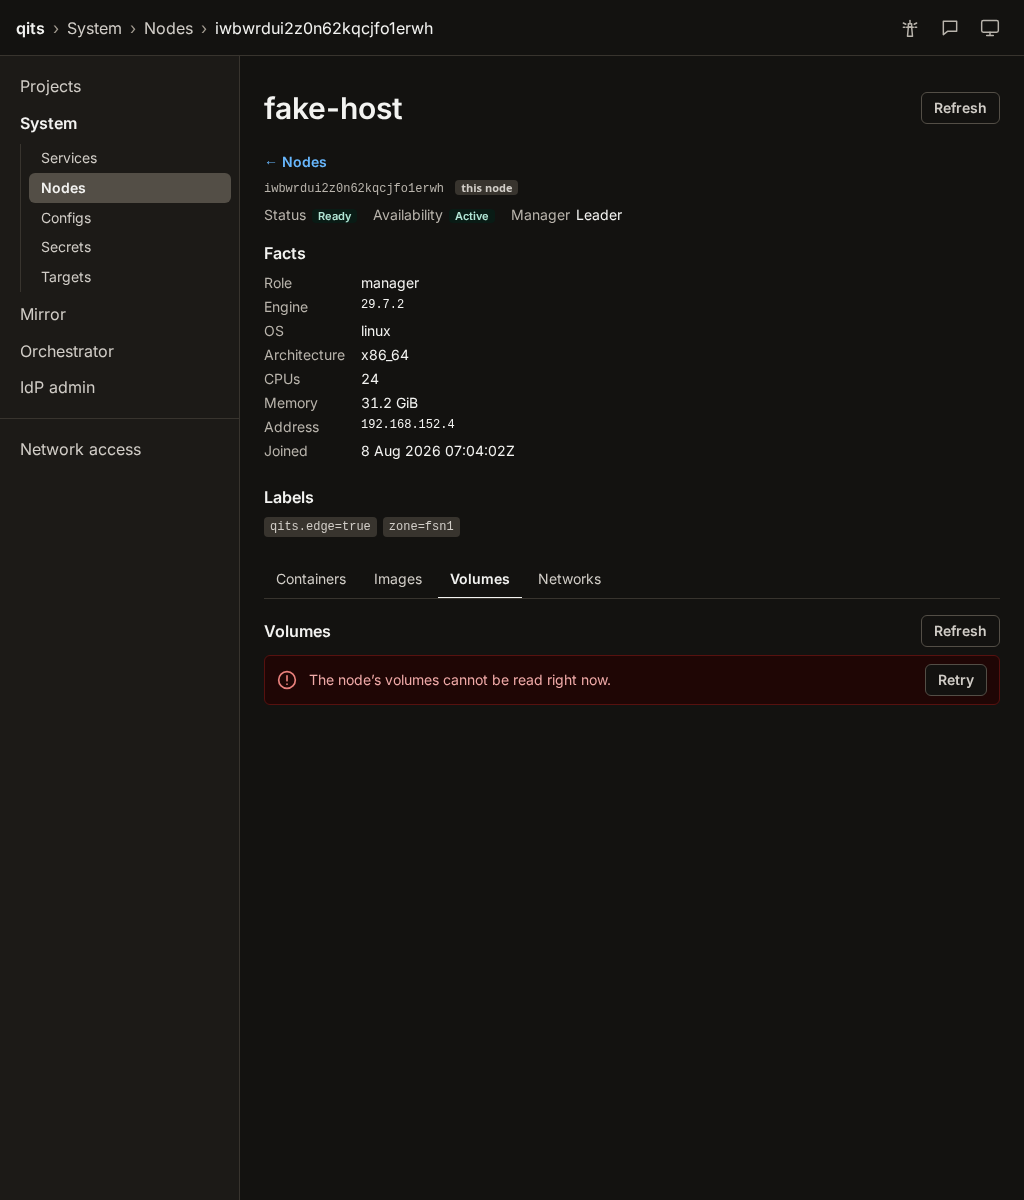 qits › System › Nodes › iwbwrdui2z0n62kqcjfo1erwh
Projects
System
Services
Nodes
Configs
Secrets
Targets
Mirror
Orchestrator
IdP admin
Network access
fake-host
Refresh
← Nodes
iwbwrdui2z0n62kqcjfo1erwh this node
Status Ready Availability Active Manager Leader
Facts
Role manager
Engine 29.7.2
OS linux
Architecture x86_64
CPUs 24
Memory 31.2 GiB
Address 192.168.152.4
Joined 8 Aug 2026 07:04:02Z
Labels
qits.edge=true zone=fsn1
Containers Images Volumes Networks
Volumes Refresh
The node’s volumes cannot be read right now. Retry